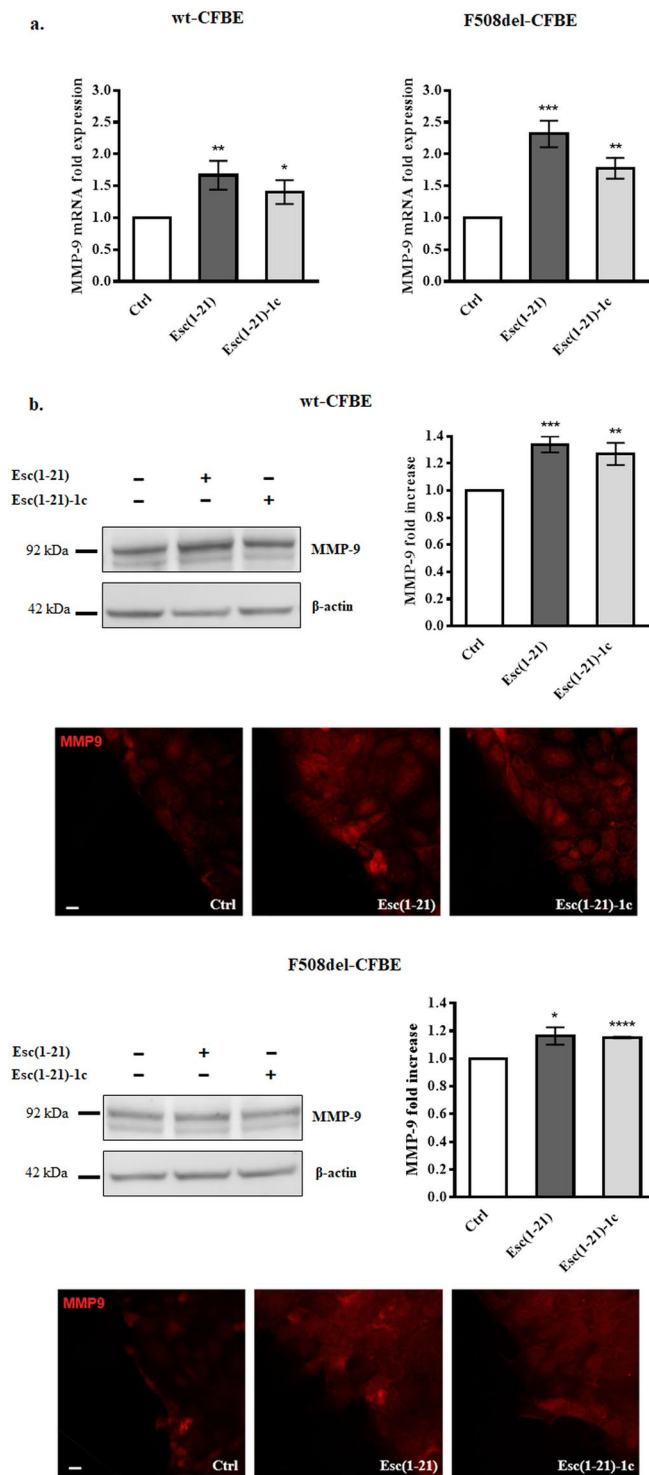 a.
wt-CFBE
F508del-CFBE
MMP-9 mRNA fold expression
3.0
2.5
2.0
1.5
1.0
0.5
0.0
**
*
Ctrl
Esc(1-21)
Esc(1-21)-1c
MMP-9 mRNA fold expression
3.0
2.5
2.0
1.5
1.0
0.5
0.0
***
**
Ctrl
Esc(1-21)
Esc(1-21)-1c
b.
wt-CFBE
Esc(1-21) – + –
Esc(1-21)-1c – – +
92 kDa MMP-9
42 kDa β-actin
MMP-9 fold increase
1.4
1.2
1.0
0.8
0.6
0.4
0.2
0.0
***
**
Ctrl
Esc(1-21)
Esc(1-21)-1c
MMP9
Ctrl
Esc(1-21)
Esc(1-21)-1c
F508del-CFBE
Esc(1-21) – + –
Esc(1-21)-1c – – +
92 kDa MMP-9
42 kDa β-actin
MMP-9 fold increase
1.4
1.2
1.0
0.8
0.6
0.4
0.2
0.0
*
****
Ctrl
Esc(1-21)
Esc(1-21)-1c
MMP9
Ctrl
Esc(1-21)
Esc(1-21)-1c